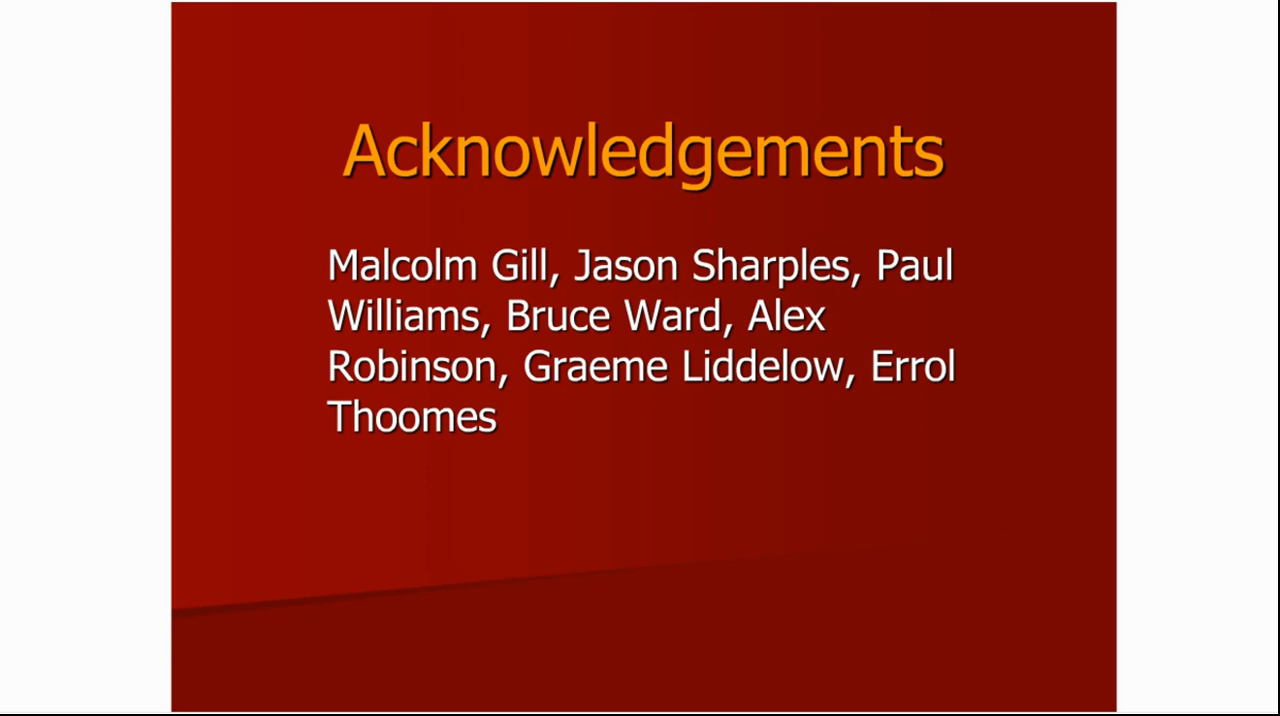 Acknowledgements
Malcolm Gill, Jason Sharples, Paul
Williams, Bruce Ward, Alex
Robinson, Graeme Liddelow, Errol
Thoomes